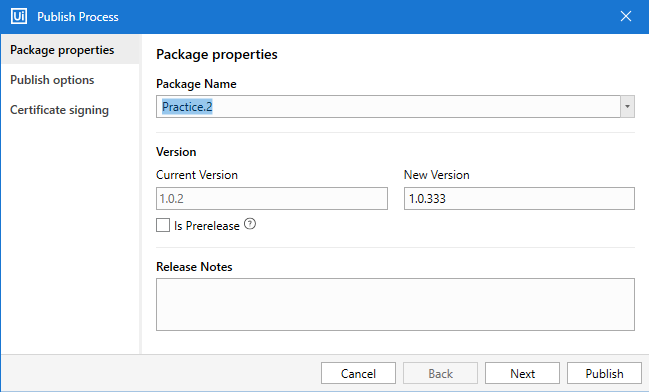 Ui Publish Process
Package properties
Publish options
Certificate signing
Package properties
Package Name
Practice.2
Version
Current Version New Version
1.0.2 1.0.333
Is Prerelease ?
Release Notes
Cancel Back Next Publish